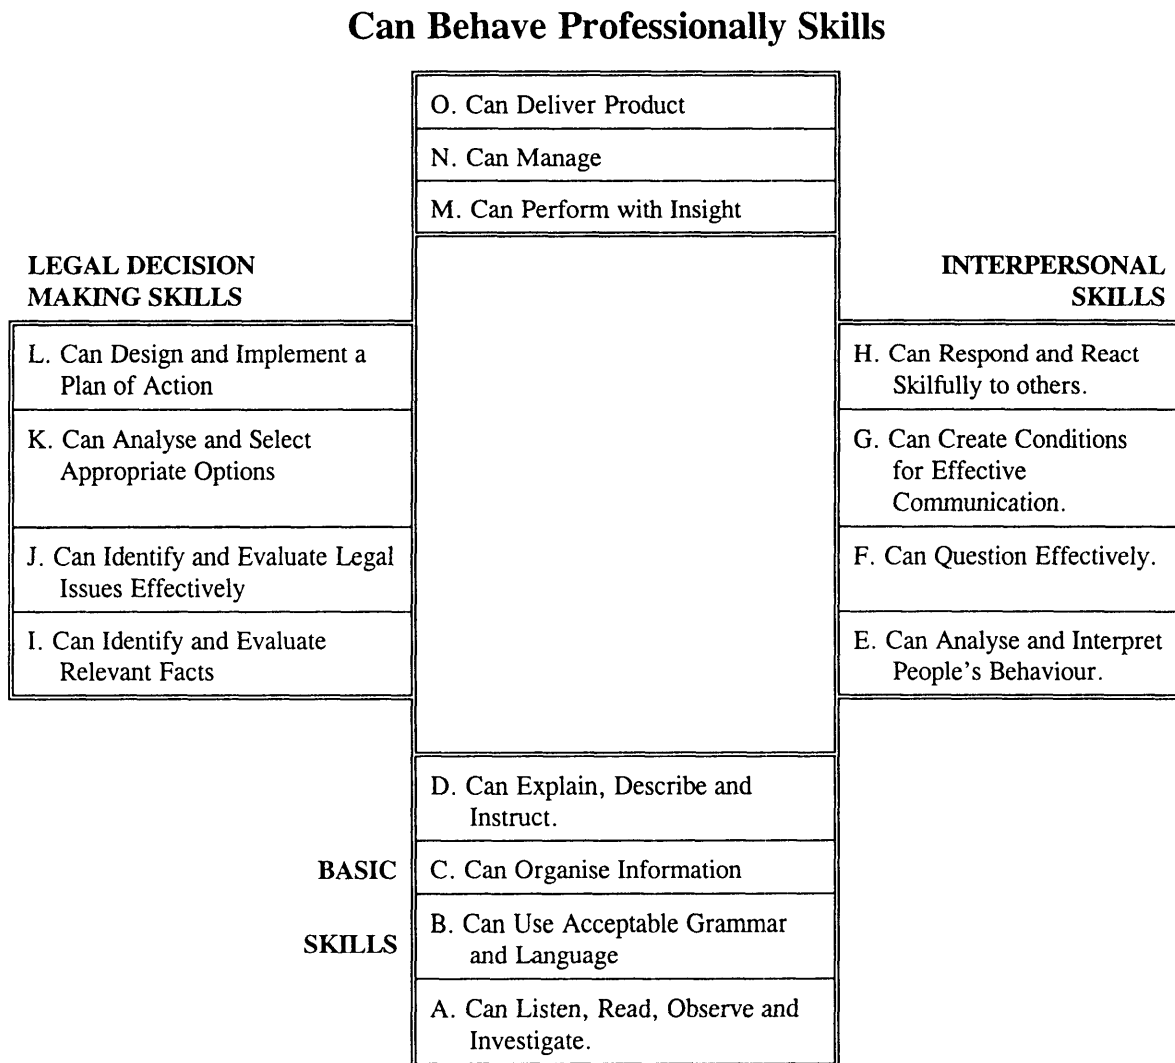 Can Behave Professionally Skills
O. Can Deliver Product
N. Can Manage
M. Can Perform with Insight
LEGAL DECISION
MAKING SKILLS
L. Can Design and Implement a
Plan of Action
K. Can Analyse and Select
Appropriate Options
J. Can Identify and Evaluate Legal
Issues Effectively
I. Can Identify and Evaluate
Relevant Facts
INTERPERSONAL
SKILLS
H. Can Respond and React
Skilfully to others.
G. Can Create Conditions
for Effective
Communication.
F. Can Question Effectively.
E. Can Analyse and Interpret
People's Behaviour.
BASIC
SKILLS
D. Can Explain, Describe and
Instruct.
C. Can Organise Information
B. Can Use Acceptable Grammar
and Language
A. Can Listen, Read, Observe and
Investigate.